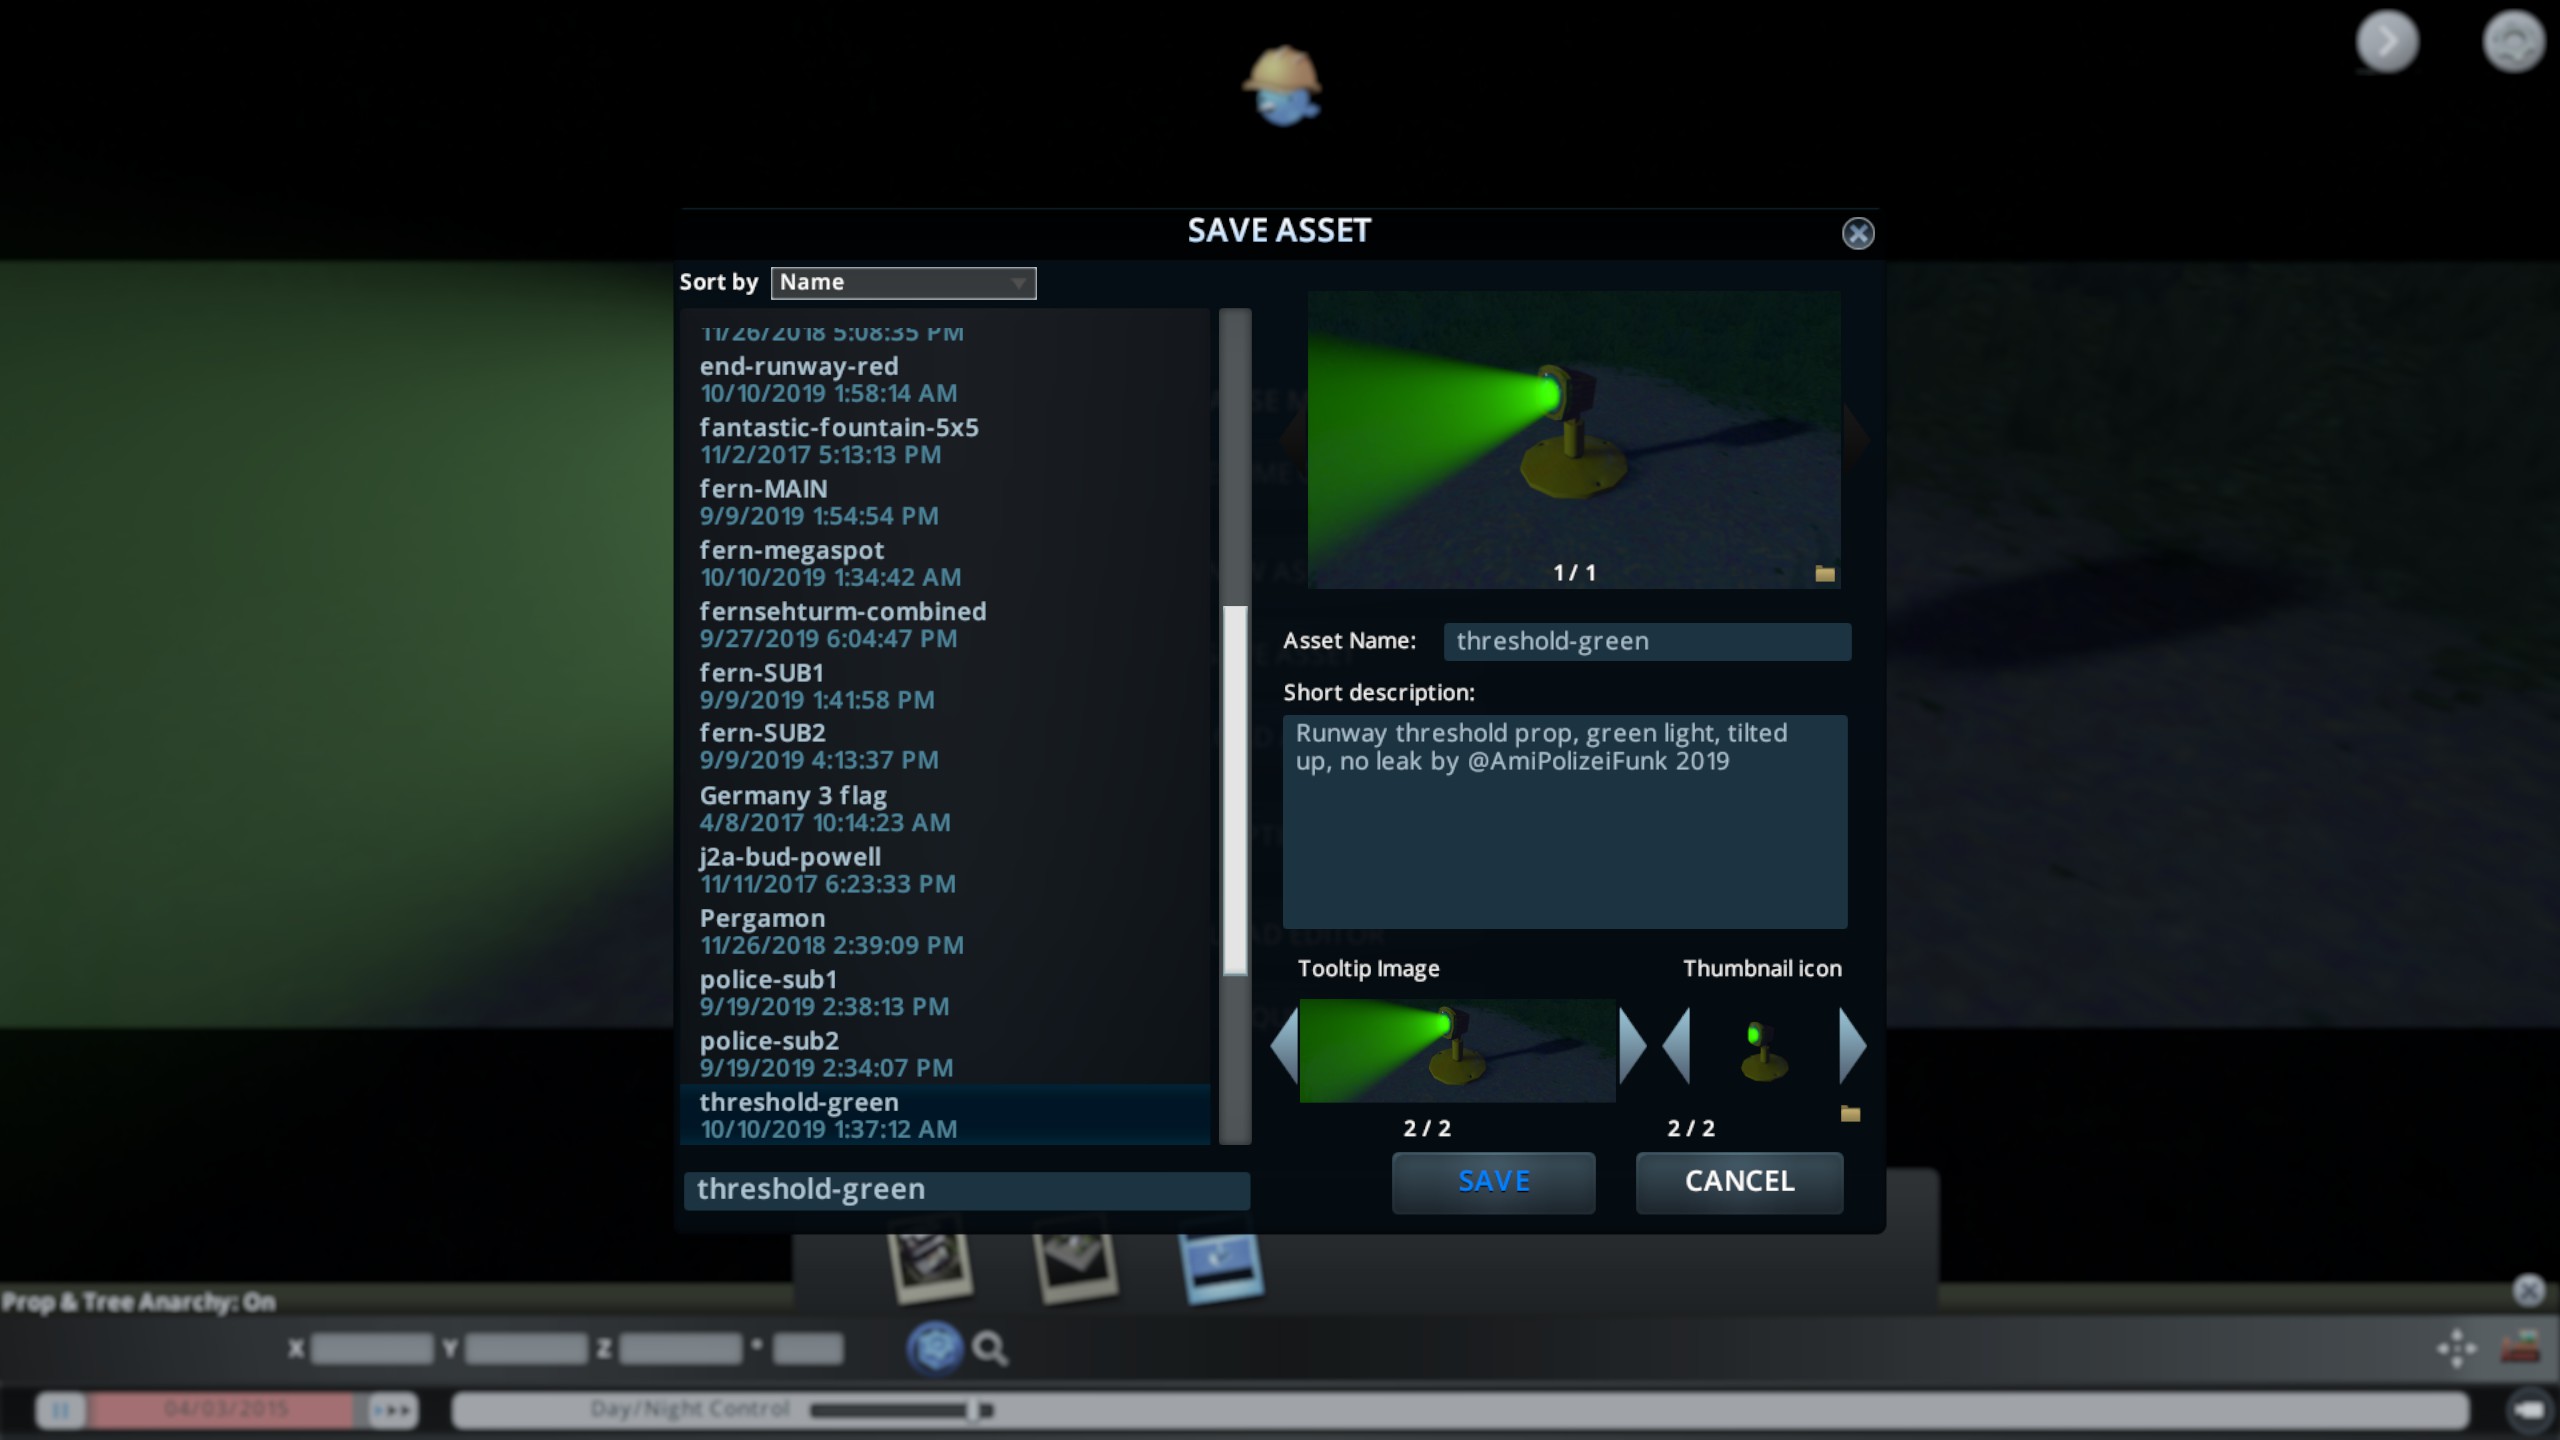 SAVE ASSET
Sort by
Name
11/26/2018 5:08:35 PM
end-runway-red
10/10/2019 1:58:14 AM
fantastic-fountain-5x5
11/2/2017 5:13:13 PM
fern-MAIN
9/9/2019 1:54:54 PM
fern-megaspot
10/10/2019 1:34:42 AM
fernsehturm-combined
9/27/2019 6:04:47 PM
fern-SUB1
9/9/2019 1:41:58 PM
fern-SUB2
9/9/2019 4:13:37 PM
Germany 3 flag
4/8/2017 10:14:23 AM
j2a-bud-powell
11/11/2017 6:23:33 PM
Pergamon
11/26/2018 2:39:09 PM
police-sub1
9/19/2019 2:38:13 PM
police-sub2
9/19/2019 2:34:07 PM
threshold-green
10/10/2019 1:37:12 AM
threshold-green
1 / 1
Asset Name:
threshold-green
Short description:
Runway threshold prop, green light, tilted
up, no leak by @AmiPolizeiFunk 2019
Tooltip Image
Thumbnail icon
2 / 2
2 / 2
SAVE
CANCEL
Prop & Tree Anarchy: On
X
Y
Z
°
04/03/2015
Day/Night Control